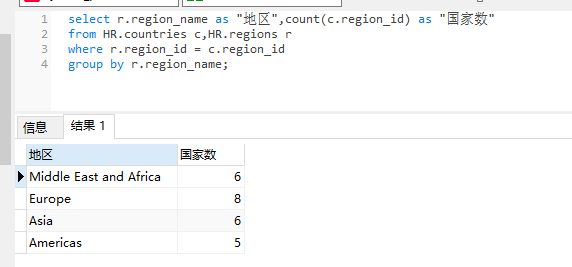 1 select r.region_name as "地区",count(c.region_id) as "国家数"
2 from HR.countries c,HR.regions r
3 where r.region_id = c.region_id
4 group by r.region_name;
信息 结果 1
地区 国家数
Middle East and Africa 6
Europe 8
Asia 6
Americas 5